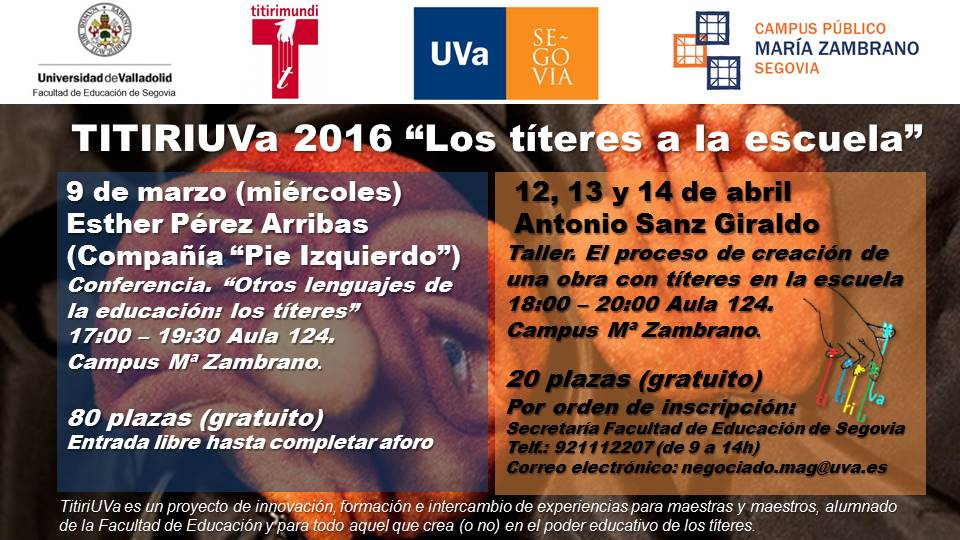 Universidad de Valladolid
Facultad de Educación de Segovia
titirimundi
UVa
SE~
GO
VIA
CAMPUS PÚBLICO
MARÍA ZAMBRANO
SEGOVIA
TITIRIUVa 2016 “Los títeres a la escuela”
9 de marzo (miércoles)
Esther Pérez Arribas
(Compañía “Pie Izquierdo”)
Conferencia. “Otros lenguajes de
la educación: los títeres”
17:00 – 19:30 Aula 124.
Campus Mª Zambrano.
80 plazas (gratuito)
Entrada libre hasta completar aforo
12, 13 y 14 de abril
Antonio Sanz Giraldo
Taller. El proceso de creación de
una obra con títeres en la escuela
18:00 – 20:00 Aula 124.
Campus Mª Zambrano.
20 plazas (gratuito)
Por orden de inscripción:
Secretaría Facultad de Educación de Segovia
Telf.: 921112207 (de 9 a 14h)
Correo electrónico: negociado.mag@uva.es
TitiriUVa es un proyecto de innovación, formación e intercambio de experiencias para maestras y maestros, alumnado
de la Facultad de Educación y para todo aquel que crea (o no) en el poder educativo de los títeres.